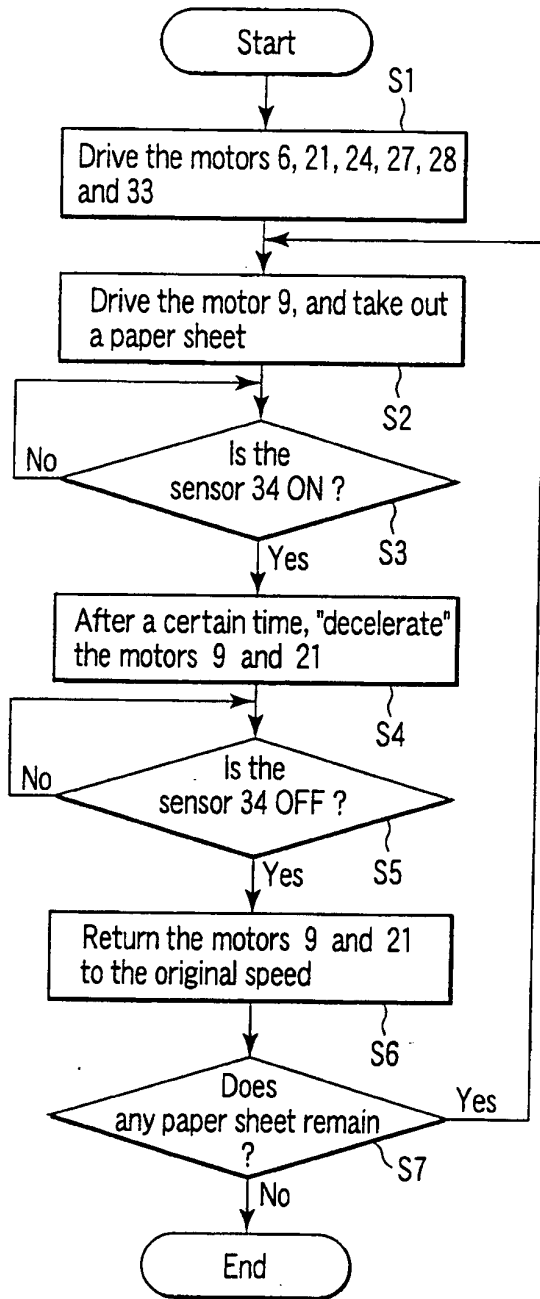 Start
S1
Drive the motors 6, 21, 24, 27, 28
and 33
Drive the motor 9, and take out
a paper sheet
S2
Is the
sensor 34 ON ?
No
S3
Yes
After a certain time, "decelerate"
the motors 9 and 21
S4
Is the
sensor 34 OFF ?
No
S5
Yes
Return the motors 9 and 21
to the original speed
S6
Does
any paper sheet remain
?
Yes
S7
No
End